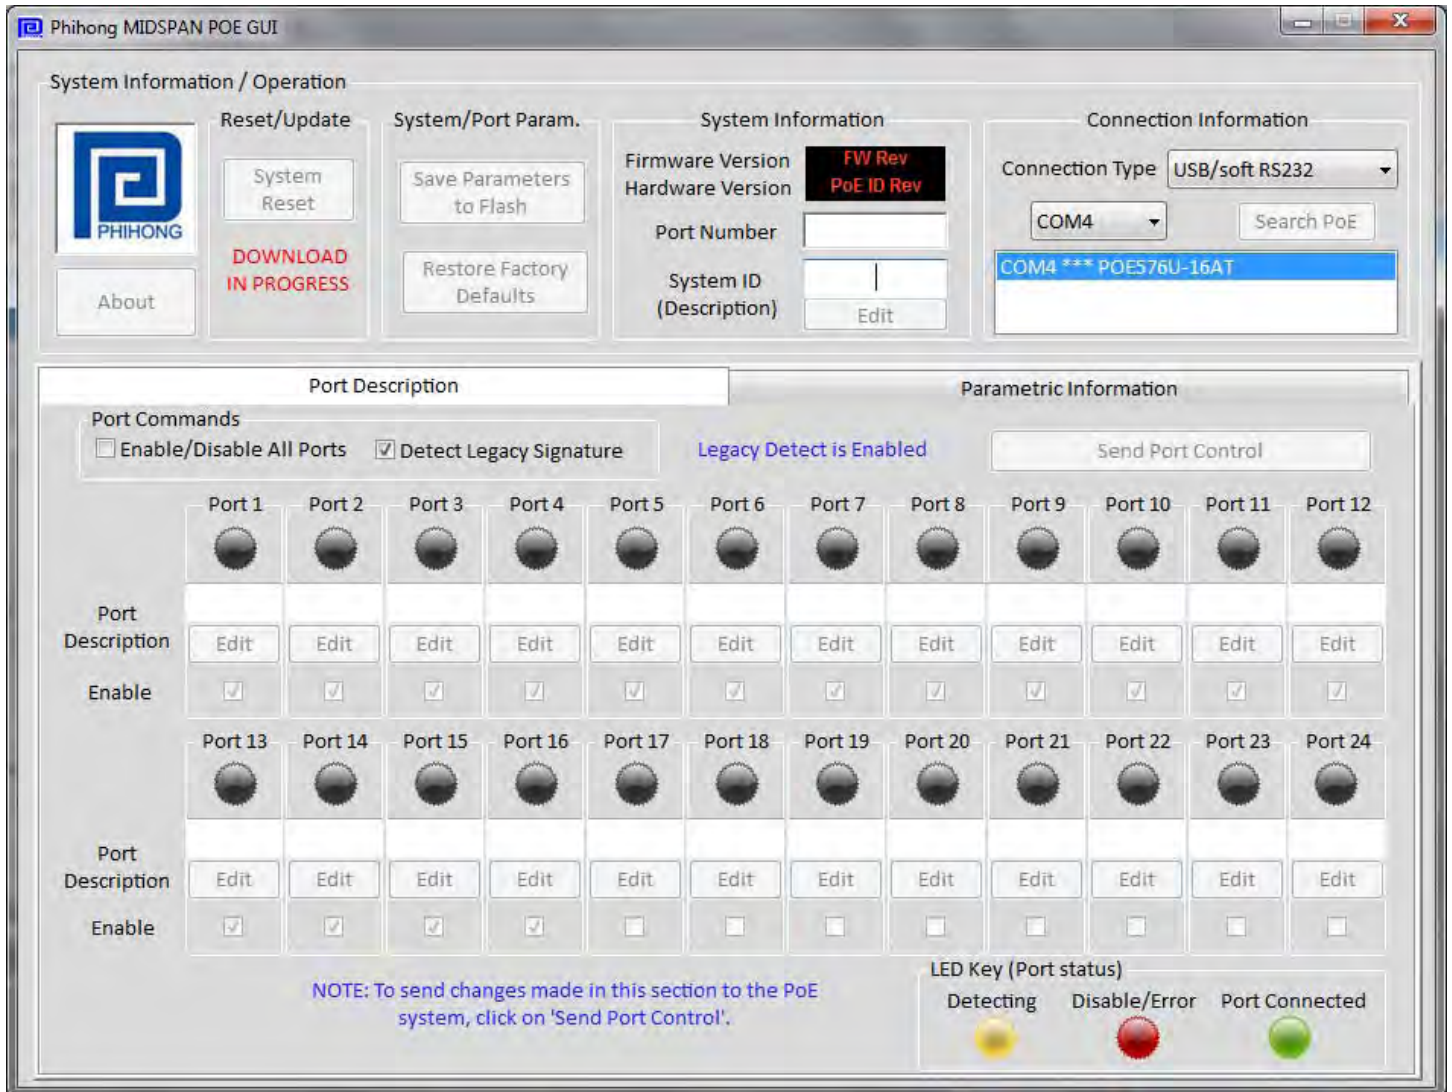 Phihong MIDSPAN POE GUI
System Information / Operation
Reset/Update
System/Port Param.
System Information
Connection Information
PHIHONG
About
System
Reset
DOWNLOAD
IN PROGRESS
Save Parameters
to Flash
Restore Factory
Defaults
Firmware Version
FW Rev
Hardware Version
PoE ID Rev
Port Number
System ID
(Description)
Edit
Connection Type
USB/soft RS232
COM4
Search PoE
COM4 *** POE576U-16AT
Port Description
Parametric Information
Port Commands
Enable/Disable All Ports
Detect Legacy Signature
Legacy Detect is Enabled
Send Port Control
Port 1 Port 2 Port 3 Port 4 Port 5 Port 6 Port 7 Port 8 Port 9 Port 10 Port 11 Port 12
Port
Description
Edit Edit Edit Edit Edit Edit Edit Edit Edit Edit Edit Edit
Enable
Port 13 Port 14 Port 15 Port 16 Port 17 Port 18 Port 19 Port 20 Port 21 Port 22 Port 23 Port 24
Port
Description
Edit Edit Edit Edit Edit Edit Edit Edit Edit Edit Edit Edit
Enable
NOTE: To send changes made in this section to the PoE
system, click on 'Send Port Control'.
LED Key (Port status)
Detecting Disable/Error Port Connected